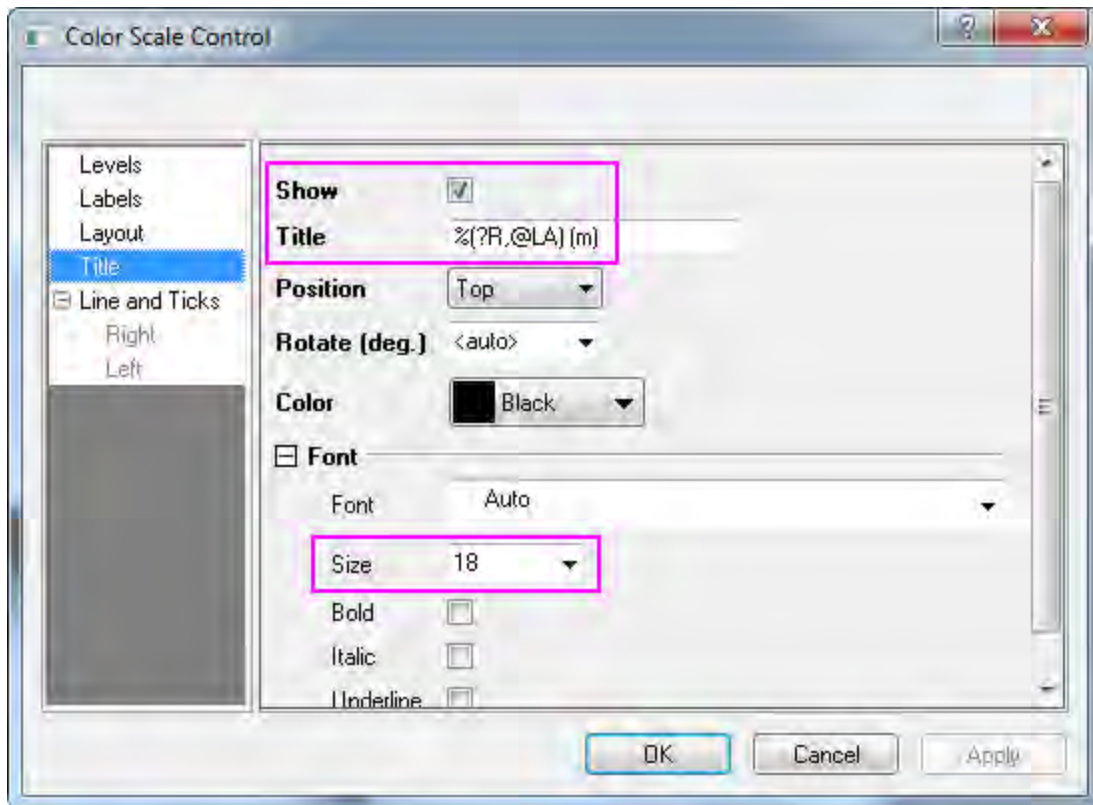 Color Scale Control
Levels
Labels
Layout
Title
Line and Ticks
Right
Left
Show
Title %(?R,@LA) (m)
Position Top
Rotate (deg.) <auto>
Color Black
Font
Font Auto
Size 18
Bold
Italic
Underline
OK Cancel Apply